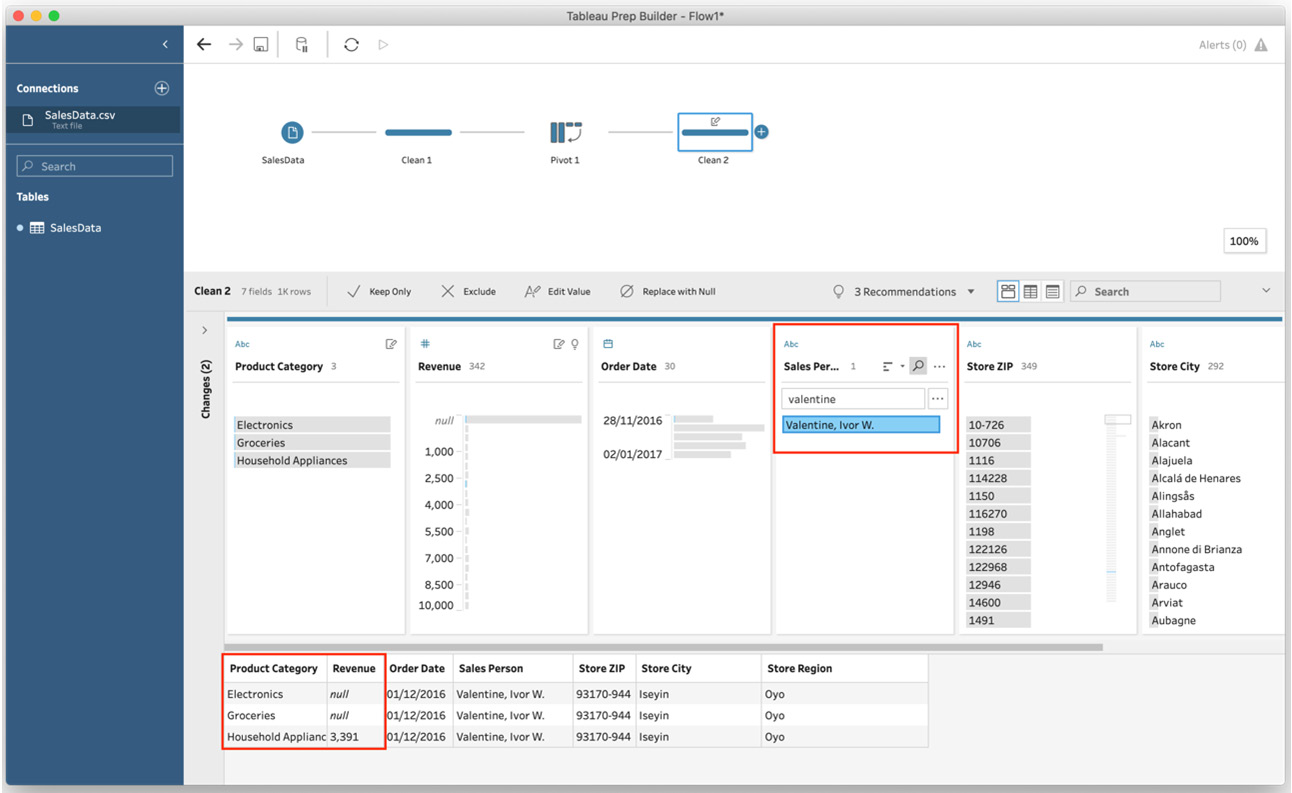 Tableau Prep Builder - Flow1*
Alerts (0)
Connections
SalesData.csv
Text file
Search
Tables
SalesData
SalesData
Clean 1
Pivot 1
Clean 2
100%
Clean 2 7 fields 1K rows Keep Only Exclude Edit Value Replace with Null 3 Recommendations Search
Changes (2)
Abc
Product Category 3
Electronics
Groceries
Household Appliances
#
Revenue 342
null
1,000
2,500
4,000
5,500
7,000
8,500
10,000
Order Date 30
28/11/2016
02/01/2017
Abc
Sales Per... 1
valentine
Valentine, Ivor W.
Abc
Store ZIP 349
10-726
10706
1116
114228
1150
116270
1198
122126
122968
12946
14600
1491
Abc
Store City 292
Akron
Alacant
Alajuela
Alcalá de Henares
Alingsås
Allahabad
Anglet
Annone di Brianza
Antofagasta
Arauco
Arviat
Aubagne
Product Category Revenue Order Date Sales Person Store ZIP Store City Store Region
Electronics null 01/12/2016 Valentine, Ivor W. 93170-944 Iseyin Oyo
Groceries null 01/12/2016 Valentine, Ivor W. 93170-944 Iseyin Oyo
Household Applianc 3,391 01/12/2016 Valentine, Ivor W. 93170-944 Iseyin Oyo